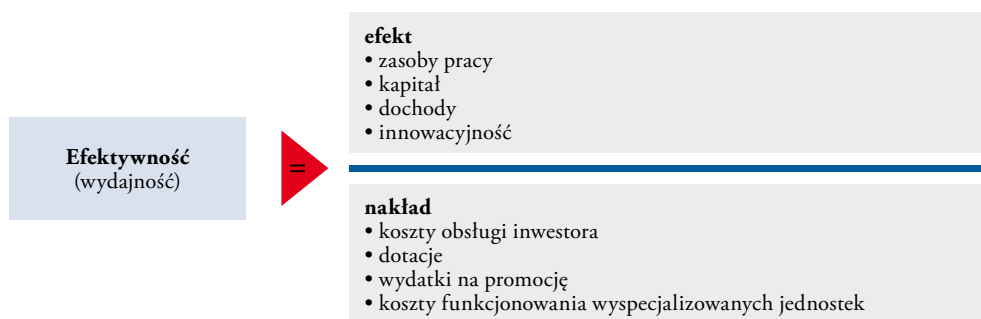 efekt
• zasoby pracy
• kapitał
• dochody
• innowacyjność
Efektywność
(wydajność)
=
nakład
• koszty obsługi inwestora
• dotacje
• wydatki na promocję
• koszty funkcjonowania wyspecjalizowanych jednostek